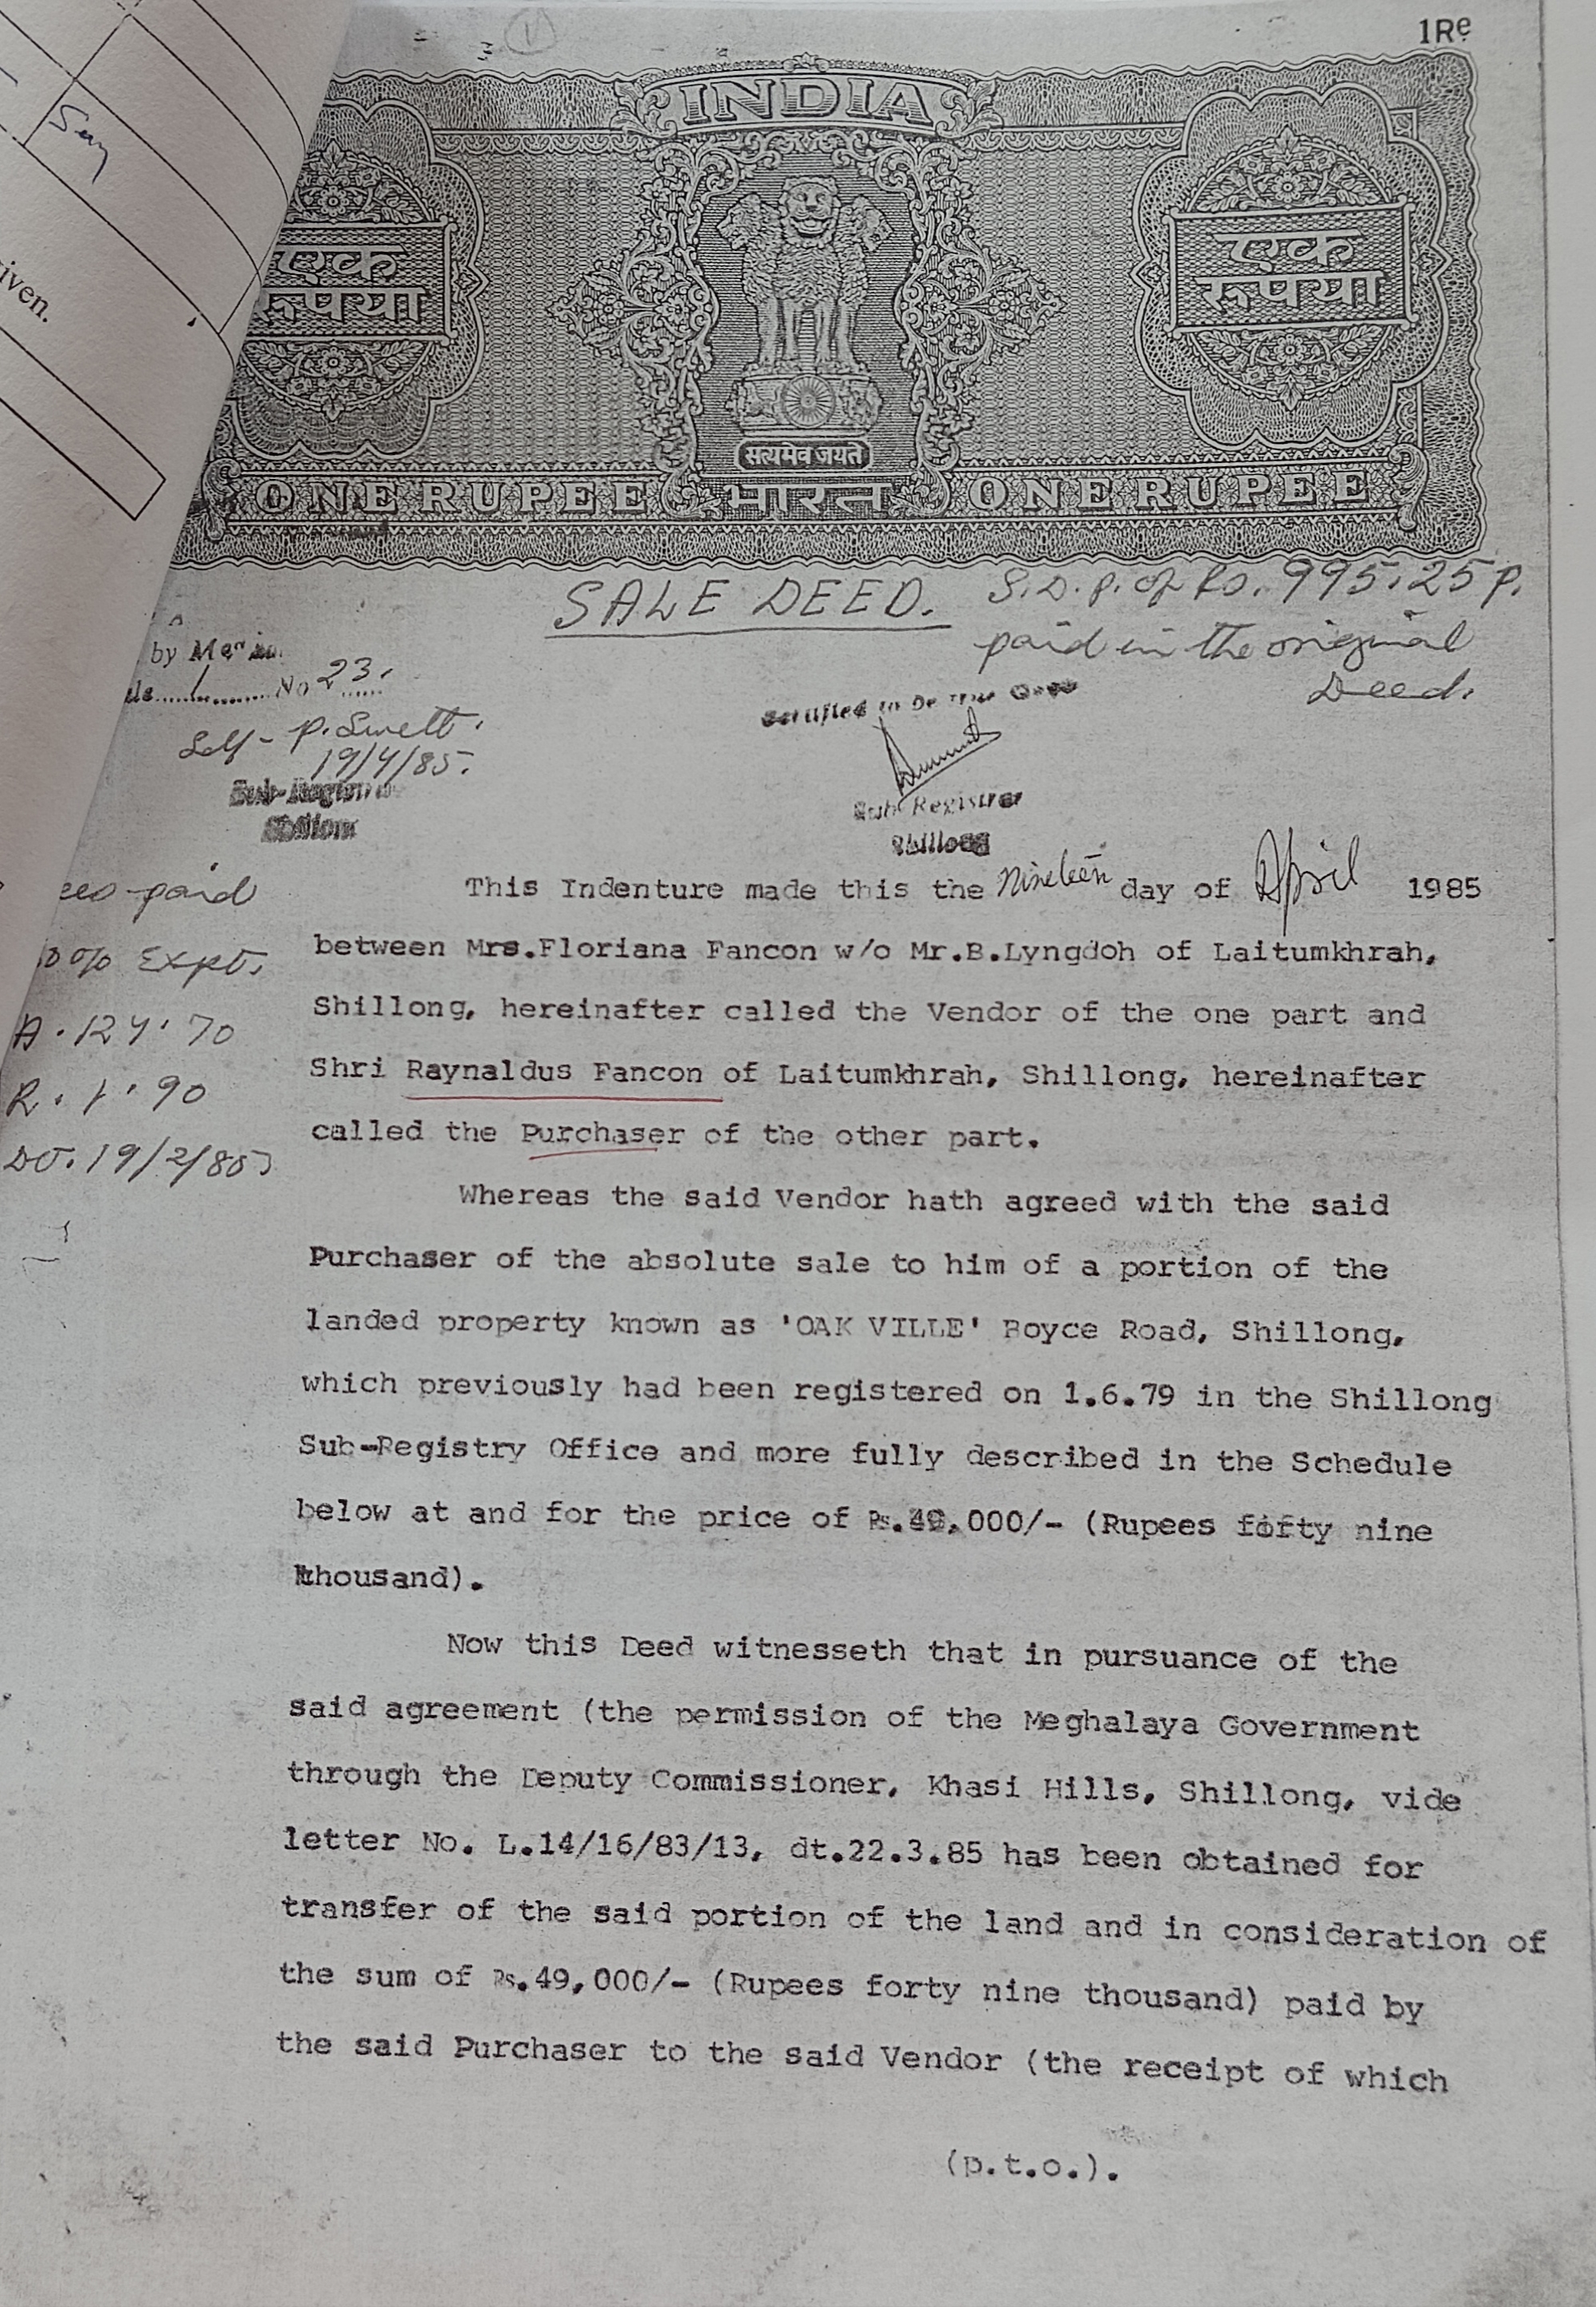 1Re
INDIA
एक
रूपया
एक
रूपया
सत्यमेव जयते
ONE RUPEE भारत ONE RUPEE
Say
iven.
SALE DEED.
S.D.P. of Rs. 995.25 P.
paid in the original
Deed.
by
No 23.
Self - P. Swett.
19/4/85.
Sub-Registrar
Shillong
Certified to be true Copy
Sub Registrar
Shillong
ees paid
Expt.
R. 1.90
19/2/85
This Indenture made this the Nineteen day of April 1985
between Mrs.Floriana Fancon w/o Mr.B.Lyngdoh of Laitumkhrah,
Shillong, hereinafter called the Vendor of the one part and
Shri Raynaldus Fancon of Laitumkhrah, Shillong, hereinafter
called the Purchaser of the other part.
Whereas the said Vendor hath agreed with the said
Purchaser of the absolute sale to him of a portion of the
landed property known as 'OAK VILLE' Boyce Road, Shillong,
which previously had been registered on 1.6.79 in the Shillong
Sub-Registry Office and more fully described in the Schedule
below at and for the price of Rs.49,000/- (Rupees forty nine
thousand).
Now this Deed witnesseth that in pursuance of the
said agreement (the permission of the Meghalaya Government
through the Deputy Commissioner, Khasi Hills, Shillong, vide
letter No. L.14/16/83/13, dt.22.3.85 has been obtained for
transfer of the said portion of the land and in consideration of
the sum of Rs.49,000/- (Rupees forty nine thousand) paid by
the said Purchaser to the said Vendor (the receipt of which
(p.t.o.).